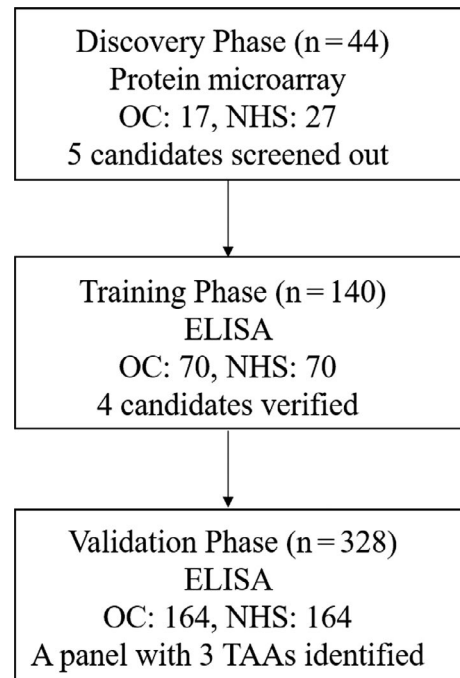 Discovery Phase (n=44)
Protein microarray
OC: 17, NHS: 27
5 candidates screened out
Training Phase (n=140)
ELISA
OC: 70, NHS: 70
4 candidates verified
Validation Phase (n=328)
ELISA
OC: 164, NHS: 164
A panel with 3 TAAs identified